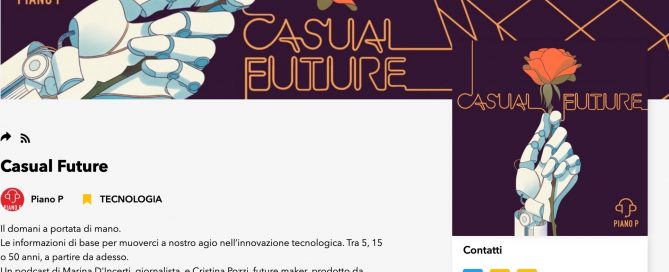 PIANO P
CASUAL
FUTURE
CASUAL FUTURE
PIANO P
Casual Future
PIANO P
Piano P
TECNOLOGIA
Il domani a portata di mano.
Le informazioni di base per muoverci a nostro agio nell'innovazione tecnologica. Tra 5, 15
o 50 anni, a partire da adesso.
Un podcast di Marina D'Incerti, giornalista, e Cristina Pozzi, future maker, prodotto da
Contatti